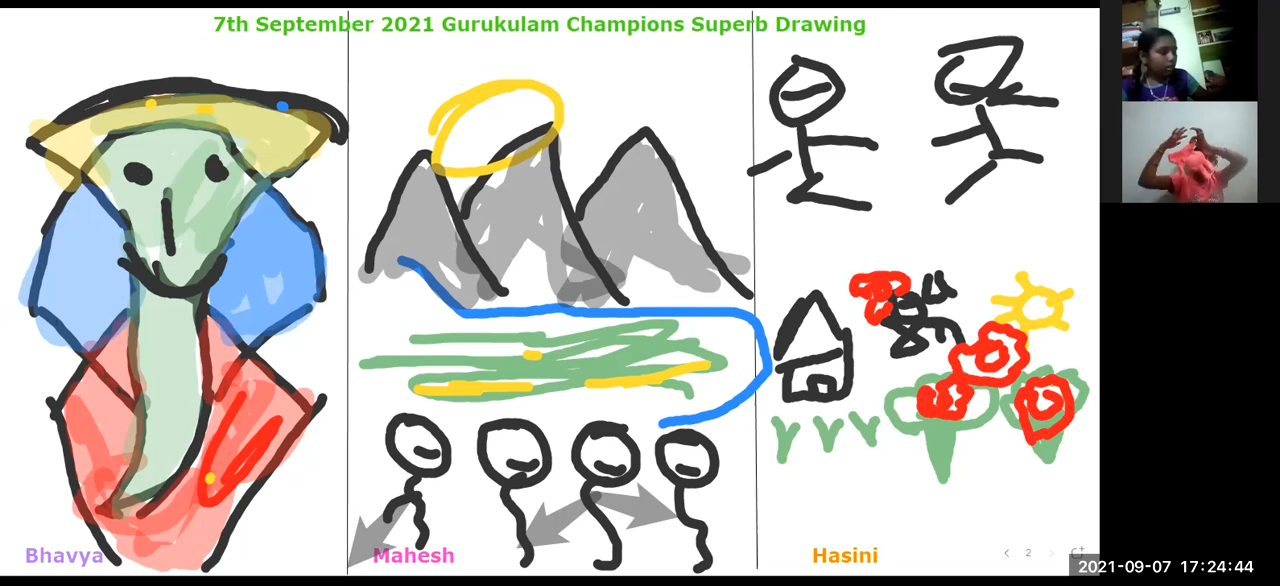 7th September 2021 Gurukulam Champions Superb Drawing
Bhavya
Mahesh
Hasini
2
2021-09-07 17:24:44